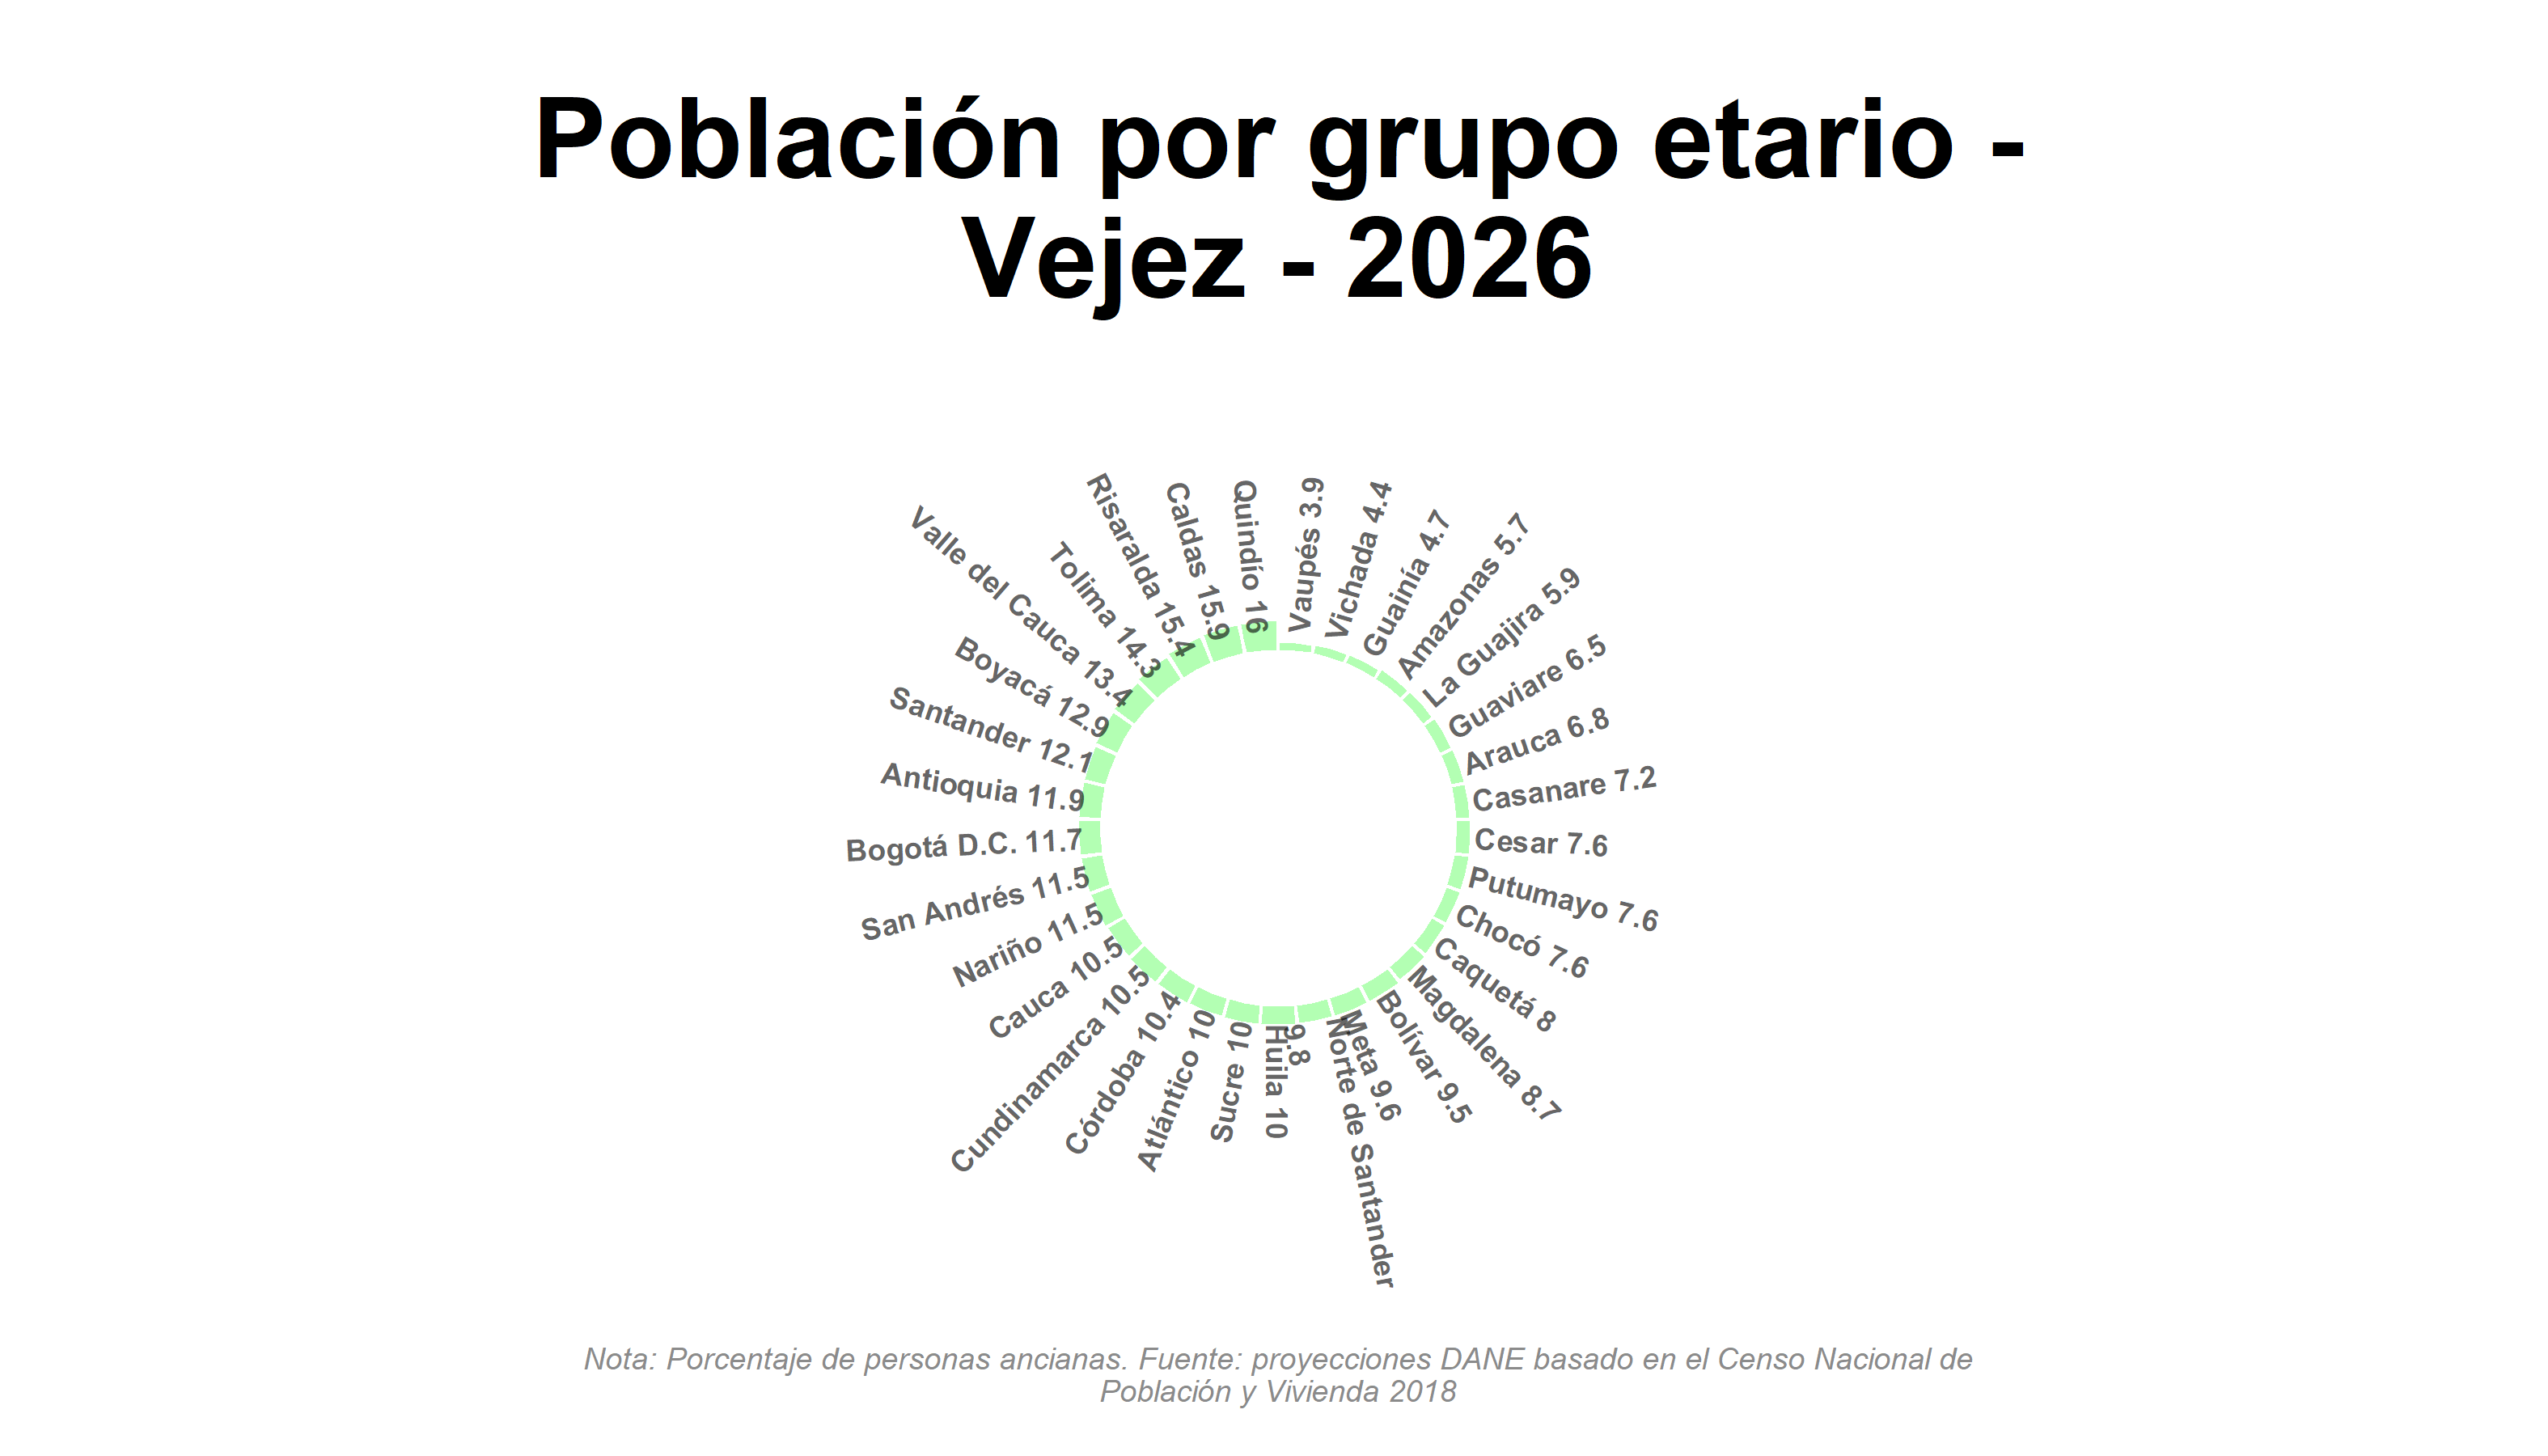 Población por grupo etario -
Vejez - 2026
Vaupés 3.9
Vichada 4.4
Guainía 4.7
Amazonas 5.7
La Guajira 5.9
Guaviare 6.5
Arauca 6.8
Casanare 7.2
Cesar 7.6
Putumayo 7.6
Chocó 7.6
Caquetá 8
Magdalena 8.7
Bolívar 9.5
Meta 9.6
Norte de Santander
9.8
Huila 10
Sucre 10
Atlántico 10
Córdoba 10.4
Cundinamarca 10.5
Cauca 10.5
Nariño 11.5
San Andrés 11.5
Bogotá D.C. 11.7
Antioquia 11.9
Santander 12.1
Boyacá 12.9
Valle del Cauca 13.4
Tolima 14.3
Risaralda 15.4
Caldas 15.9
Quindío 16
Nota: Porcentaje de personas ancianas. Fuente: proyecciones DANE basado en el Censo Nacional de
Población y Vivienda 2018